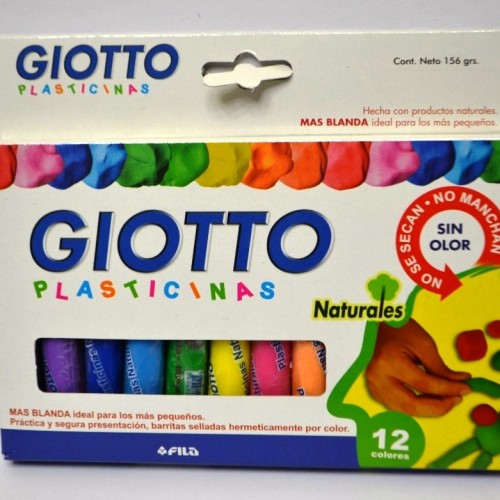 GIOTTO
PLASTICINAS
Cont. Neto 156 grs.
Hecha con productos naturales.
MAS BLANDA ideal para los más pequeños.
GIOTTO
PLASTICINAS
NO SE SECAN • NO MANCHAN
SIN
OLOR
Naturales
MAS BLANDA ideal para los más pequeños.
Práctica y segura presentación, barritas selladas hermeticamente por color.
FILA
12
colores